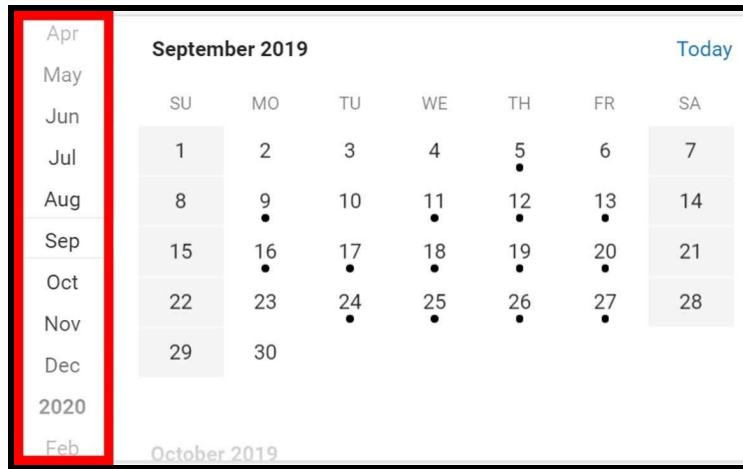 Apr
May
Jun
Jul
Aug
Sep
Oct
Nov
Dec
2020
Feb
September 2019 Today
SU MO TU WE TH FR SA
1 2 3 4 5 6 7
8 9 10 11 12 13 14
15 16 17 18 19 20 21
22 23 24 25 26 27 28
29 30
October 2019